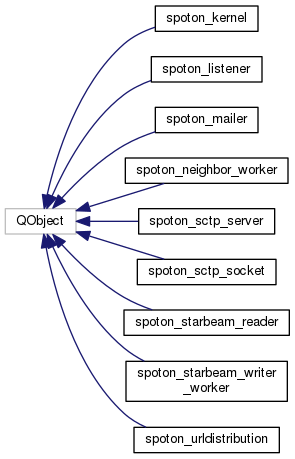 spoton_kernel
spoton_listener
spoton_mailer
spoton_neighbor_worker
QObject
spoton_sctp_server
spoton_sctp_socket
spoton_starbeam_reader
spoton_starbeam_writer
_worker
spoton_urldistribution